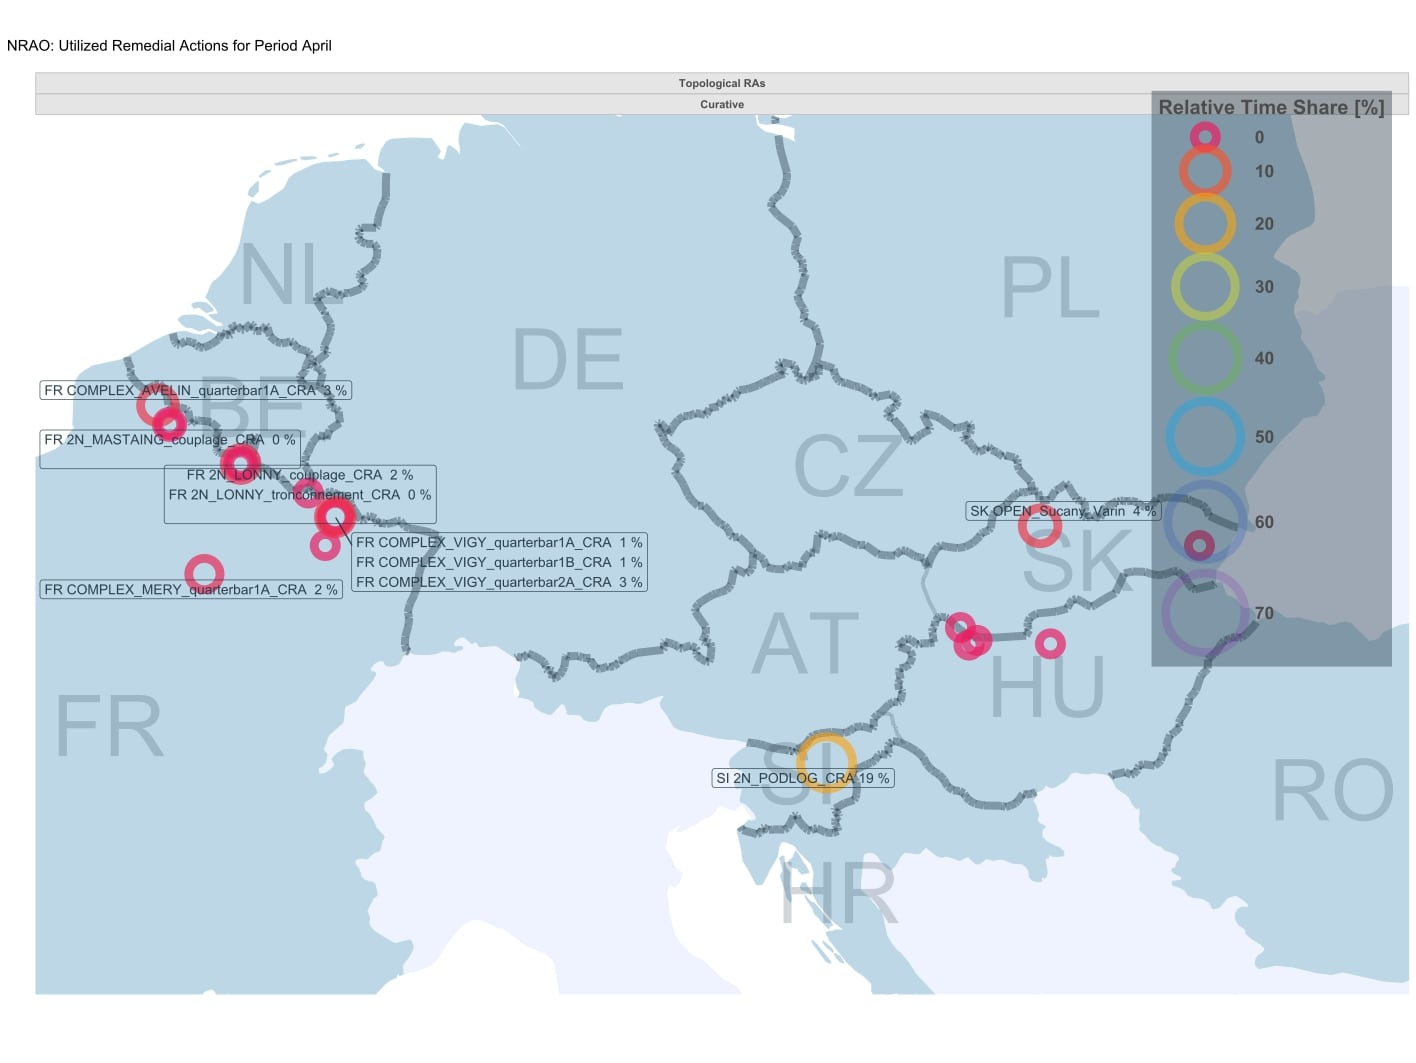 NRAO: Utilized Remedial Actions for Period April
Topological RAs
Curative
Relative Time Share [%]
0
10
20
30
40
50
60
70
NL
PL
DE
BE
FR COMPLEX_AVELIN_quarterbar1A_CRA 3 %
FR 2N_MASTAING_couplage_CRA 0 %
CZ
FR 2N_LONNY_couplage_CRA 2 %
FR 2N_LONNY_tronconnement_CRA 0 %
SK OPEN_Sucany_Varin 4 %
SK
FR COMPLEX_VIGY_quarterbar1A_CRA 1 %
FR COMPLEX_VIGY_quarterbar1B_CRA 1 %
FR COMPLEX_VIGY_quarterbar2A_CRA 3 %
FR COMPLEX_MERY_quarterbar1A_CRA 2 %
AT
HU
FR
SI
SI 2N_PODLOG_CRA 19 %
RO
HR